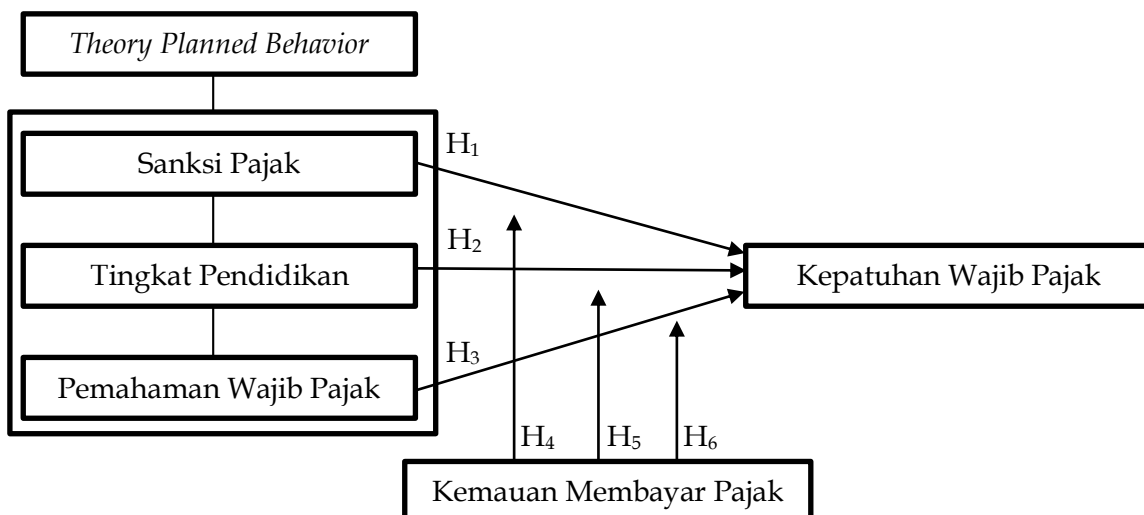 Theory Planned Behavior
Sanksi Pajak
H₁
Tingkat Pendidikan
H₂
Kepatuhan Wajib Pajak
Pemahaman Wajib Pajak
H₃
H₄
H₅
H₆
Kemauan Membayar Pajak